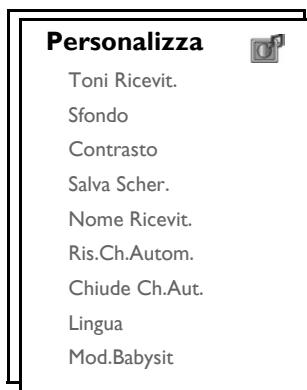 Personalizza
Toni Ricevit.
Sfondo
Contrasto
Salva Scher.
Nome Ricevit.
Ris.Ch.Autom.
Chiude Ch.Aut.
Lingua
Mod.Babysit